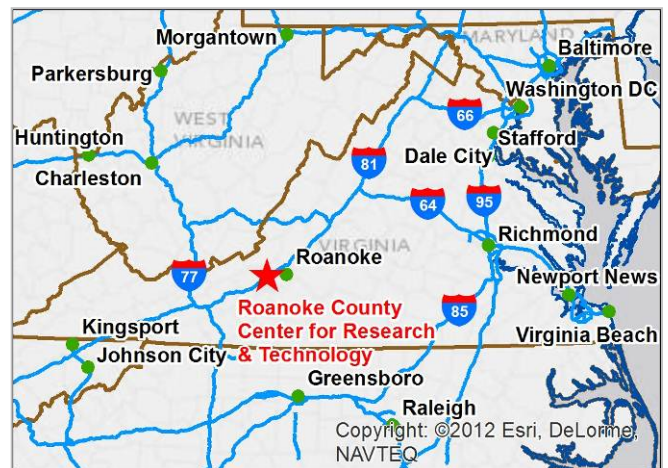 Morgantown
MARYLAND
Baltimore
Parkersburg
Washington DC
WEST
VIRGINIA
66
Stafford
Huntington
81
Dale City
Charleston
64
95
VIRGINIA
Richmond
Roanoke
77
Newport News
Roanoke County
Center for Research
& Technology
85
Virginia Beach
Kingsport
Johnson City
Greensboro
Raleigh
Copyright: ©2012 Esri, DeLorme,
NAVTEQ